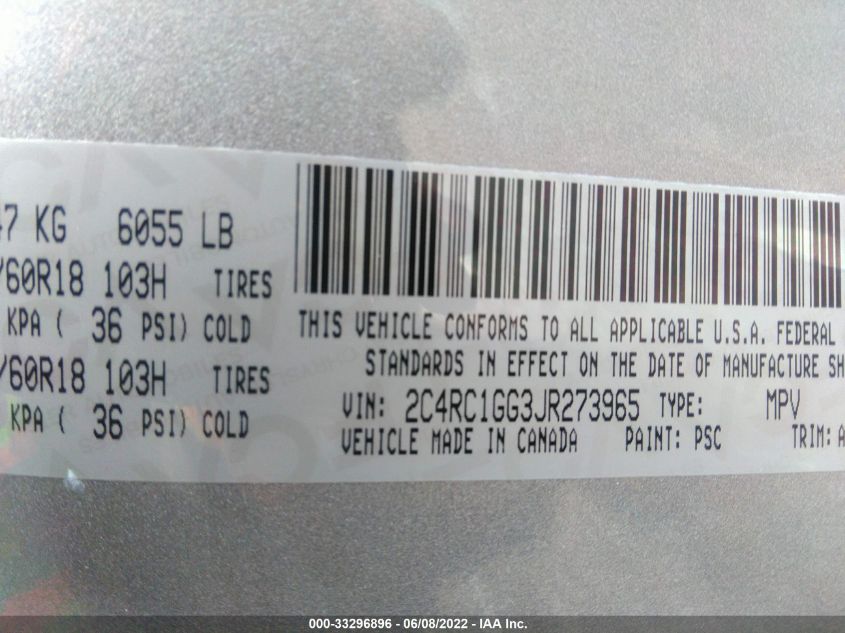 47 KG 6055 LB
/60R18 103H TIRES
KPA ( 36 PSI) COLD
/60R18 103H TIRES
KPA ( 36 PSI) COLD
THIS VEHICLE CONFORMS TO ALL APPLICABLE U.S.A. FEDERAL
STANDARDS IN EFFECT ON THE DATE OF MANUFACTURE SH
VIN: 2C4RC1GG3JR273965 TYPE: MPV
VEHICLE MADE IN CANADA PAINT: PSC TRIM: A
000-33296896 - 06/08/2022 - IAA, Inc.